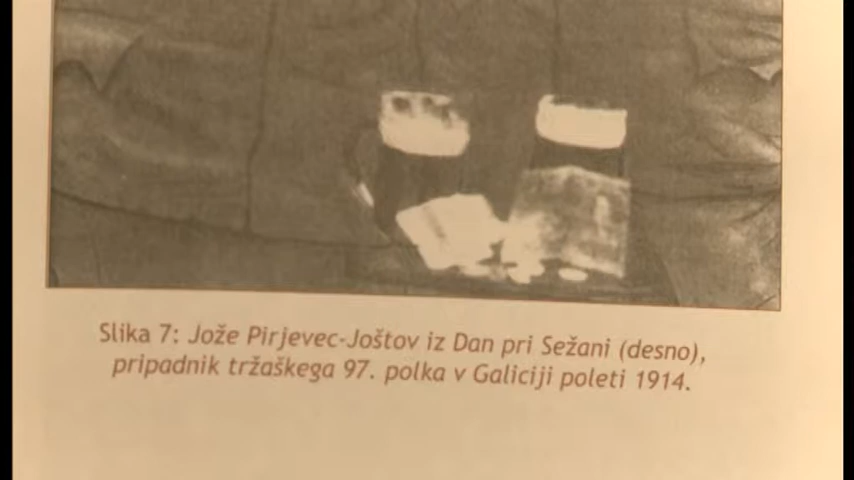 Slika 7: Jože Pirjevec-Joštov iz Dan pri Sežani (desno),
pripadnik tržaškega 97. polka v Galiciji poleti 1914.